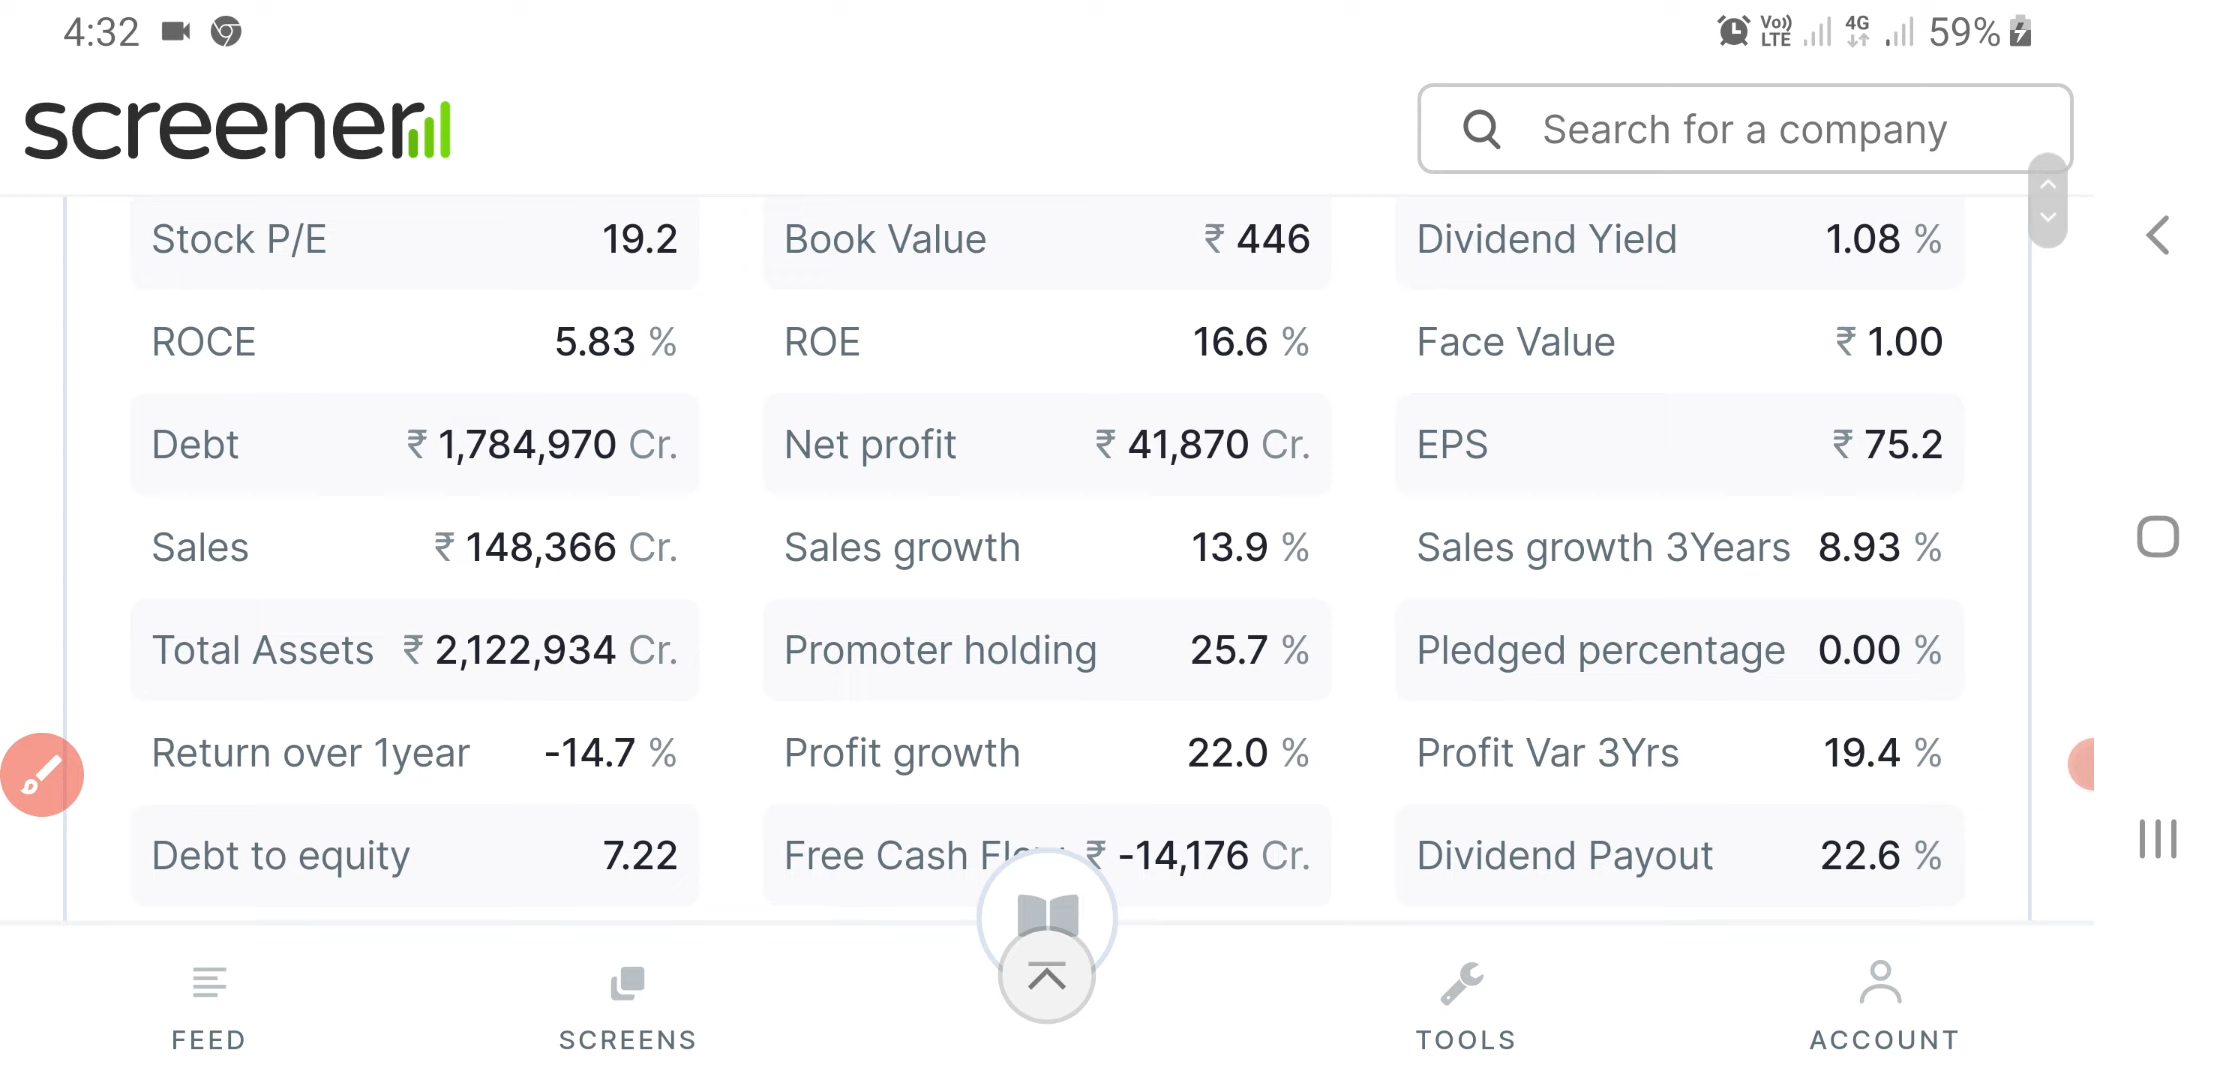 4:32 Vo)) LTE 4G 59%
screener Search for a company
Stock P/E 19.2 Book Value ₹ 446 Dividend Yield 1.08 %
ROCE 5.83 % ROE 16.6 % Face Value ₹ 1.00
Debt ₹ 1,784,970 Cr. Net profit ₹ 41,870 Cr. EPS ₹ 75.2
Sales ₹ 148,366 Cr. Sales growth 13.9 % Sales growth 3Years 8.93 %
Total Assets ₹ 2,122,934 Cr. Promoter holding 25.7 % Pledged percentage 0.00 %
Return over 1year -14.7 % Profit growth 22.0 % Profit Var 3Yrs 19.4 %
Debt to equity 7.22 Free Cash Flow ₹ -14,176 Cr. Dividend Payout 22.6 %
FEED SCREENS TOOLS ACCOUNT